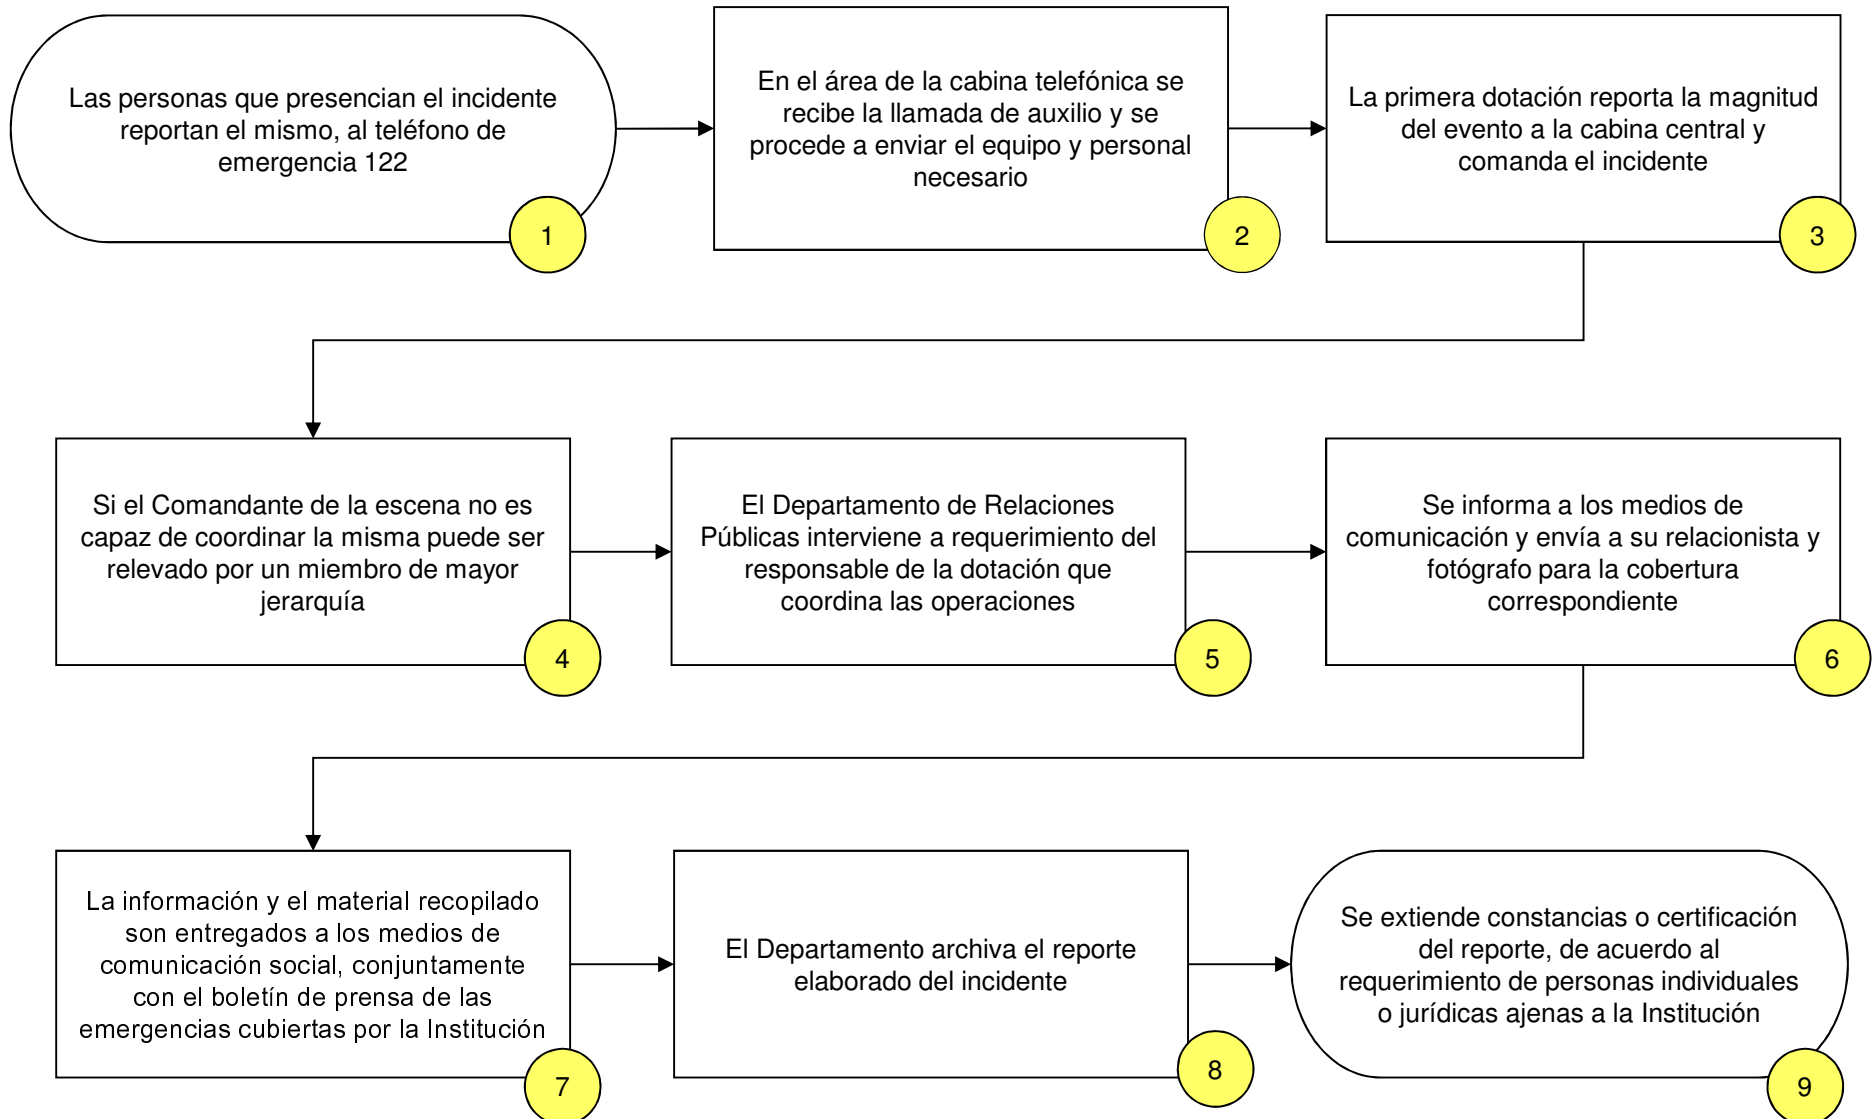 Las personas que presencian el incidente
reportan el mismo, al teléfono de
emergencia 122
1
En el área de la cabina telefónica se
recibe la llamada de auxilio y se
procede a enviar el equipo y personal
necesario
2
La primera dotación reporta la magnitud
del evento a la cabina central y
comanda el incidente
3
Si el Comandante de la escena no es
capaz de coordinar la misma puede ser
relevado por un miembro de mayor
jerarquía
4
El Departamento de Relaciones
Públicas interviene a requerimiento del
responsable de la dotación que
coordina las operaciones
5
Se informa a los medios de
comunicación y envía a su relacionista y
fotógrafo para la cobertura
correspondiente
6
La información y el material recopilado
son entregados a los medios de
comunicación social, conjuntamente
con el boletín de prensa de las
emergencias cubiertas por la Institución
7
El Departamento archiva el reporte
elaborado del incidente
8
Se extiende constancias o certificación
del reporte, de acuerdo al
requerimiento de personas individuales
o jurídicas ajenas a la Institución
9